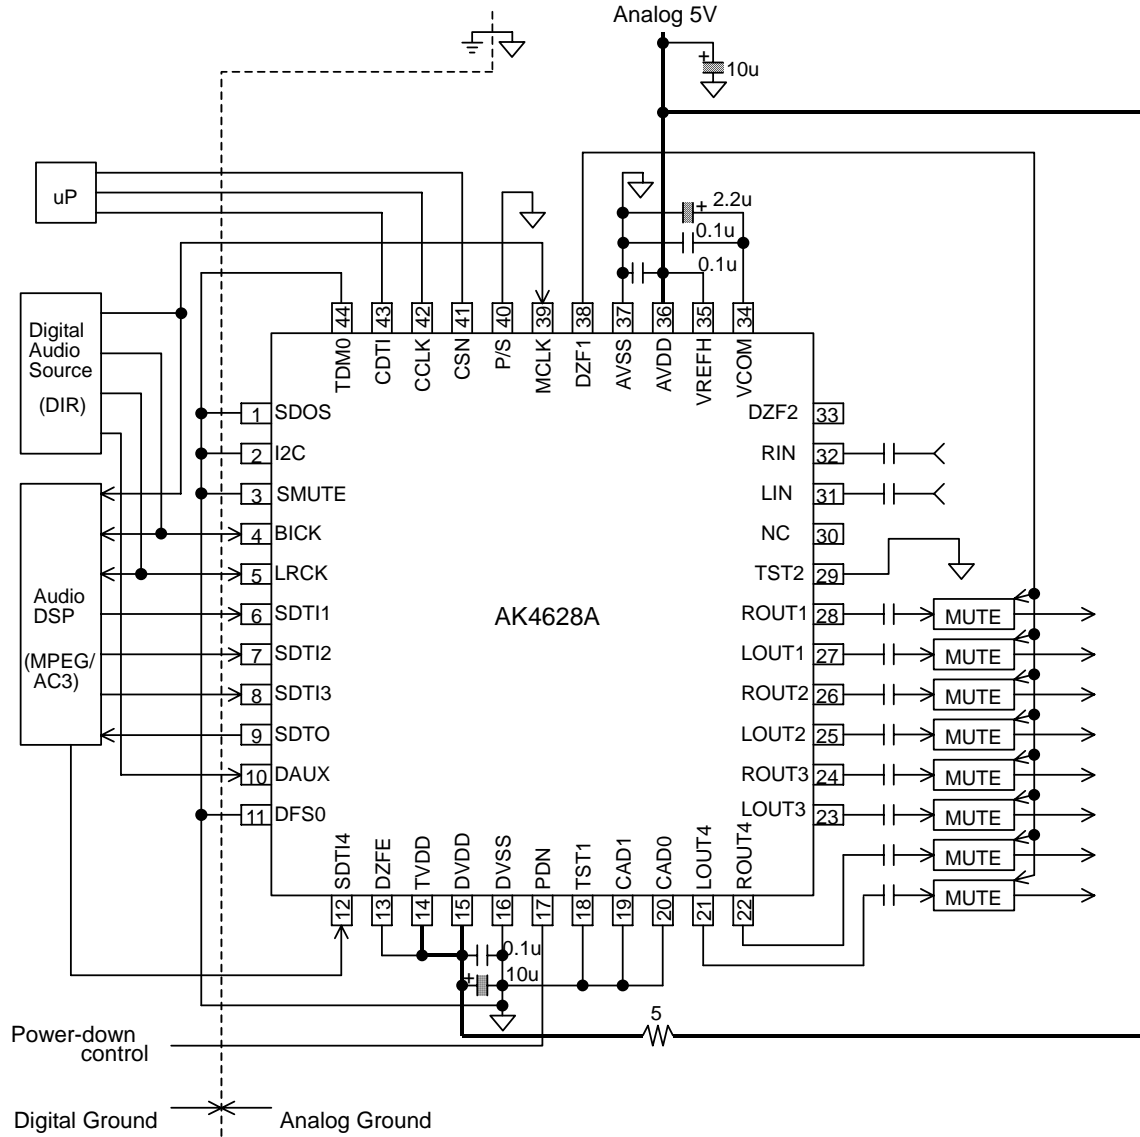 Analog 5V
+
10u
uP
+ 2.2u
0.1u
0.1u
Digital
Audio
Source
(DIR)
44
43
42
41
40
39
38
37
36
35
34
TDM0
CDTI
CCLK
CSN
P/S
MCLK
DZF1
AVSS
AVDD
VREFH
VCOM
1 SDOS
2 I2C
3 SMUTE
4 BICK
5 LRCK
6 SDTI1
7 SDTI2
8 SDTI3
9 SDTO
10 DAUX
11 DFS0
Audio
DSP
(MPEG/
AC3)
AK4628A
DZF2 33
RIN 32
LIN 31
NC 30
TST2 29
ROUT1 28
LOUT1 27
ROUT2 26
LOUT2 25
ROUT3 24
LOUT3 23
MUTE
MUTE
MUTE
MUTE
MUTE
MUTE
MUTE
MUTE
SDTI4
DZFE
TVDD
DVDD
DVSS
PDN
TST1
CAD1
CAD0
LOUT4
ROUT4
12
13
14
15
16
17
18
19
20
21
22
0.1u
+
10u
5
Power-down
control
Digital Ground
Analog Ground